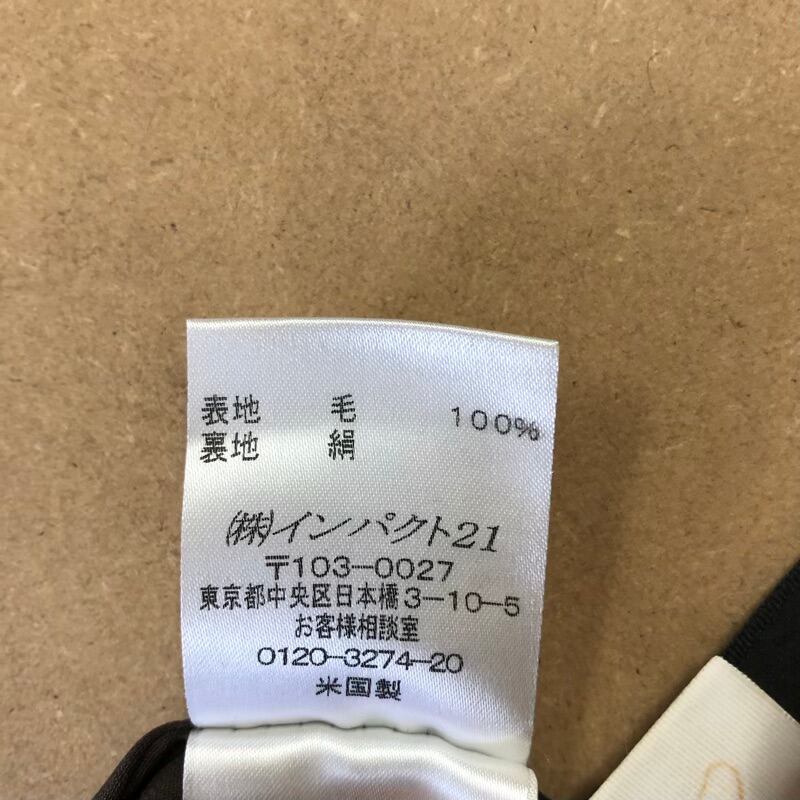 表地 毛 100%
裏地 絹
㈱インパクト21
〒103-0027
東京都中央区日本橋3-10-5
お客様相談室
0120-3274-20
米国製